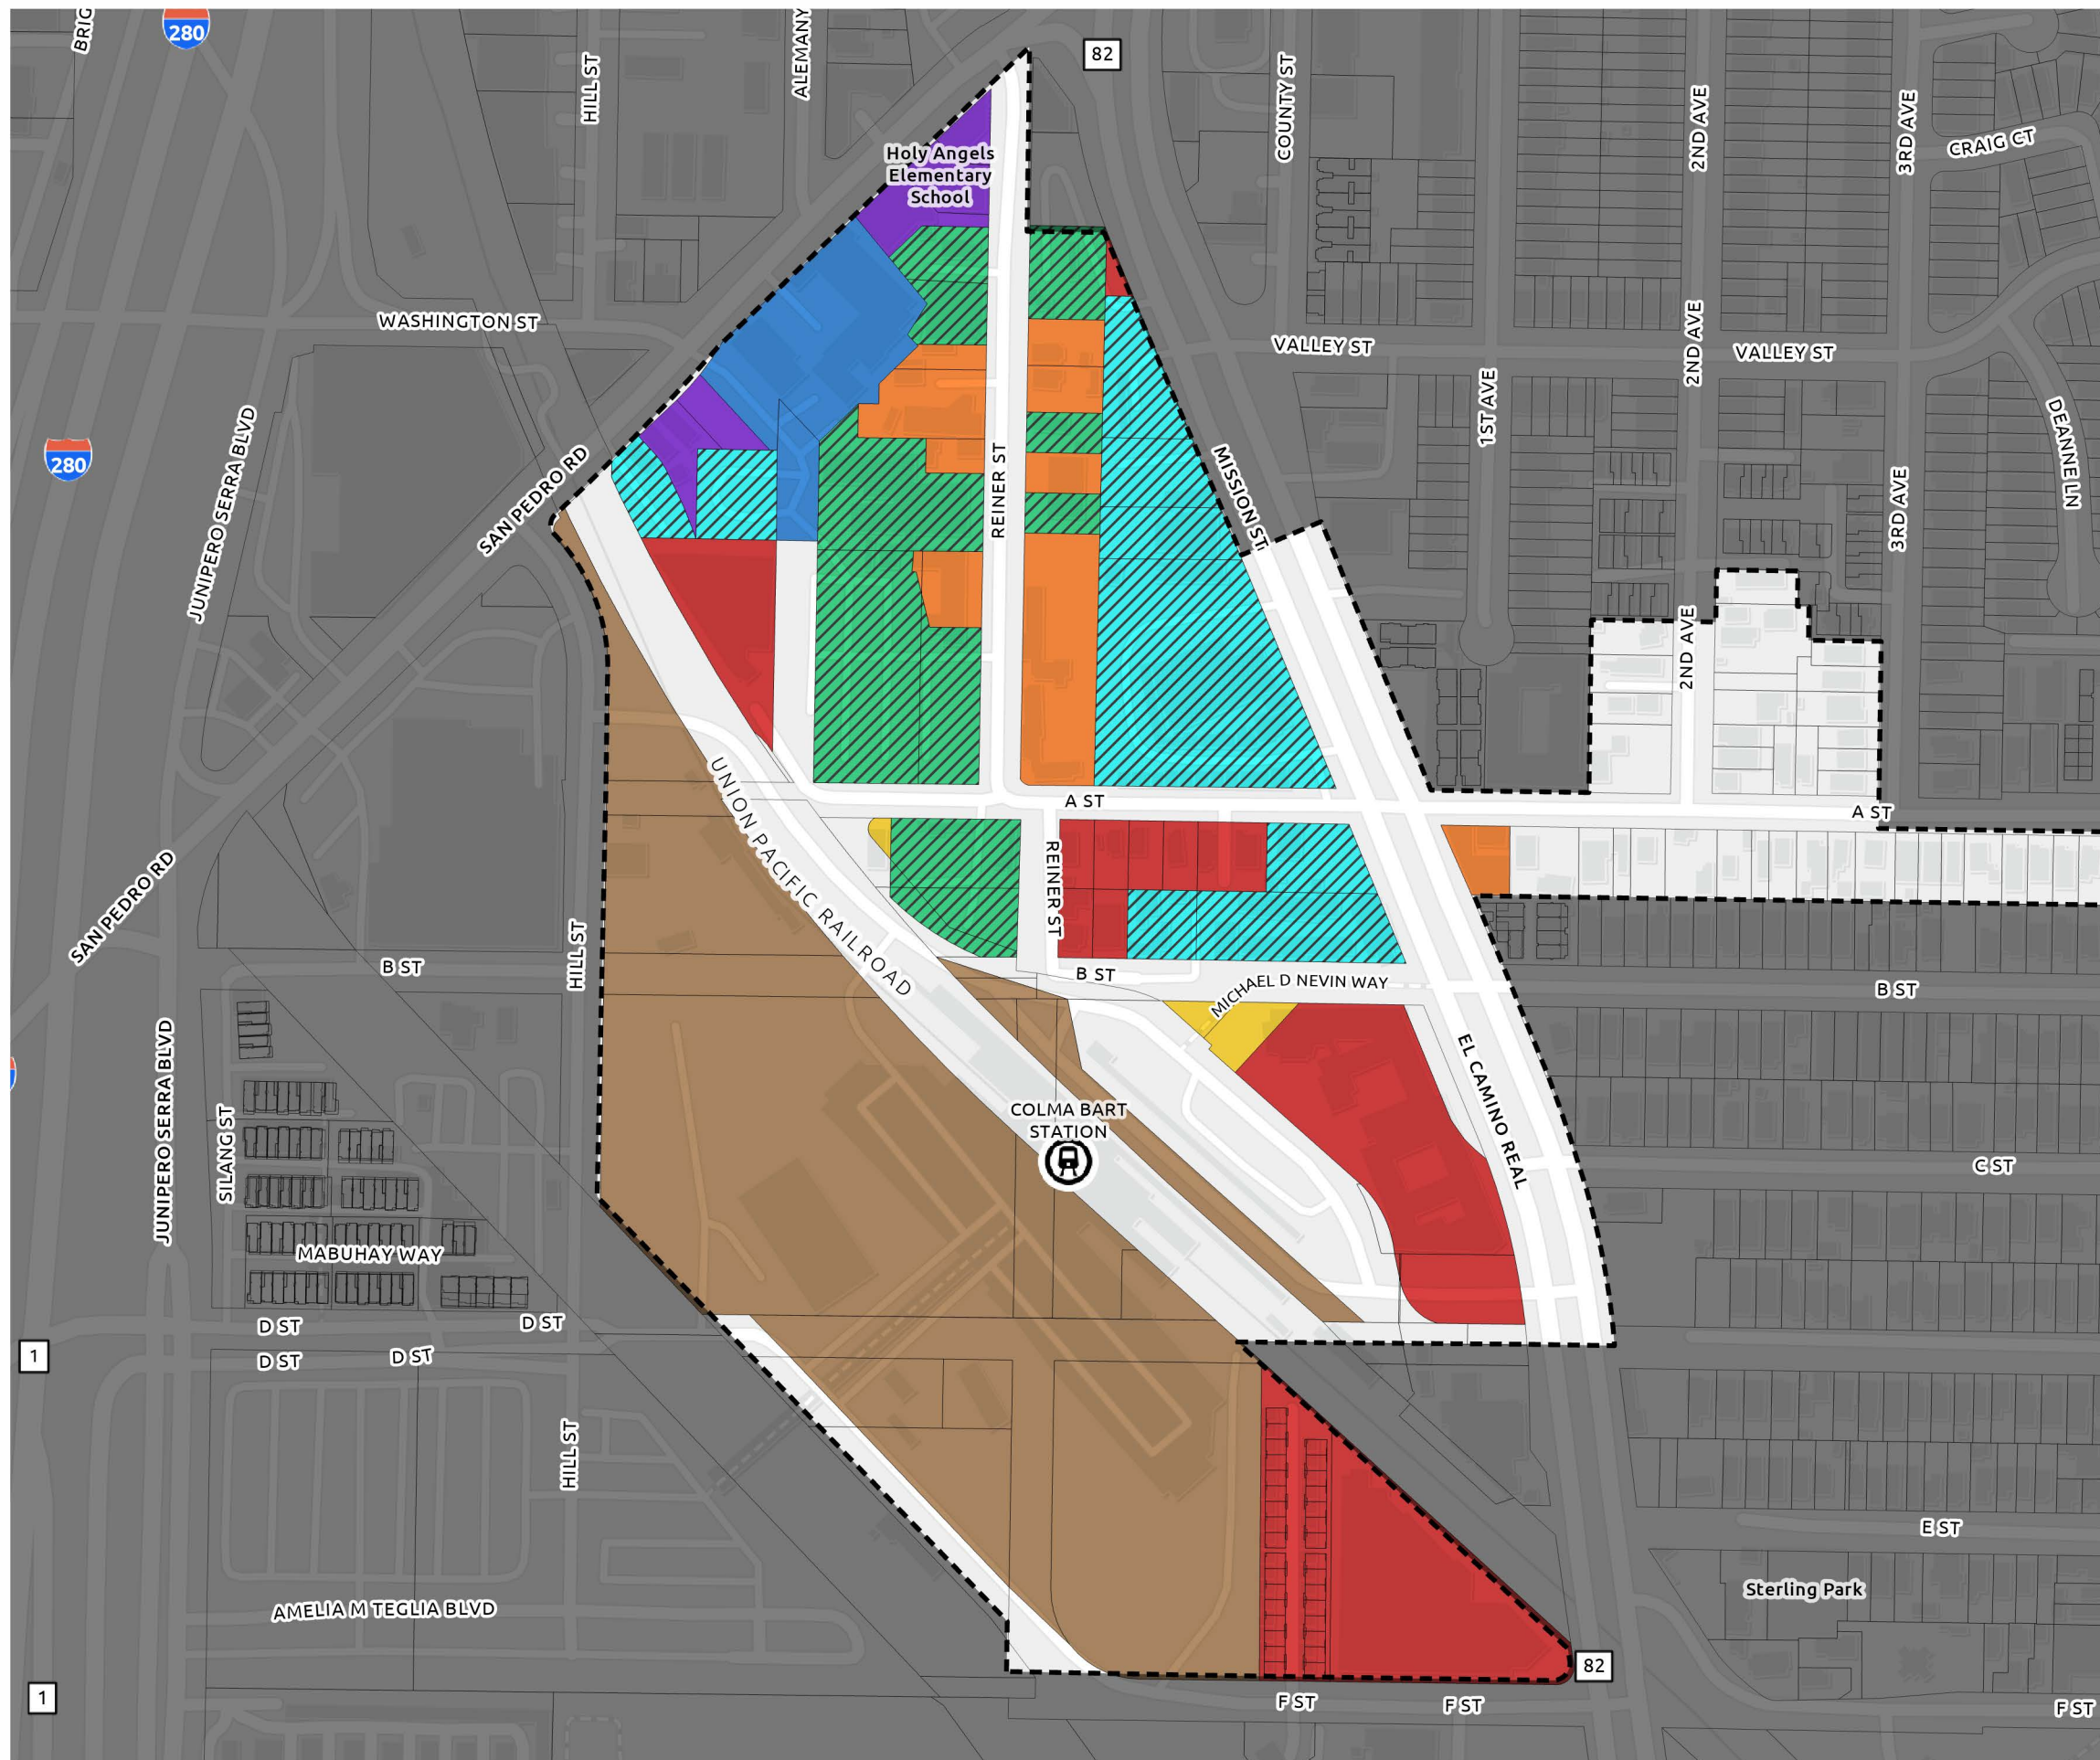 BRIG
280
HILL ST
ALEMANY
82
COUNTY ST
2ND AVE
3RD AVE
CRAIG CT
Holy Angels
Elementary
School
WASHINGTON ST
VALLEY ST
2ND AVE
VALLEY ST
280
JUNIPERO SERRA BLVD
SAN PEDRO RD
REINER ST
MISSION ST
1ST AVE
3RD AVE
DEANNE LN
2ND AVE
UNION PACIFIC RAILROAD
A ST
A ST
SAN PEDRO RD
REINER ST
HILL ST
B ST
B ST
MICHAEL D NEVIN WAY
B ST
JUNIPERO SERRA BLVD
SILANG ST
COLMA BART
STATION
EL CAMINO REAL
C ST
MABUHAY WAY
D ST
D ST
D ST
D ST
1
HILL ST
E ST
Sterling Park
AMELIA M TEGLIA BLVD
82
1
F ST
F ST
F ST